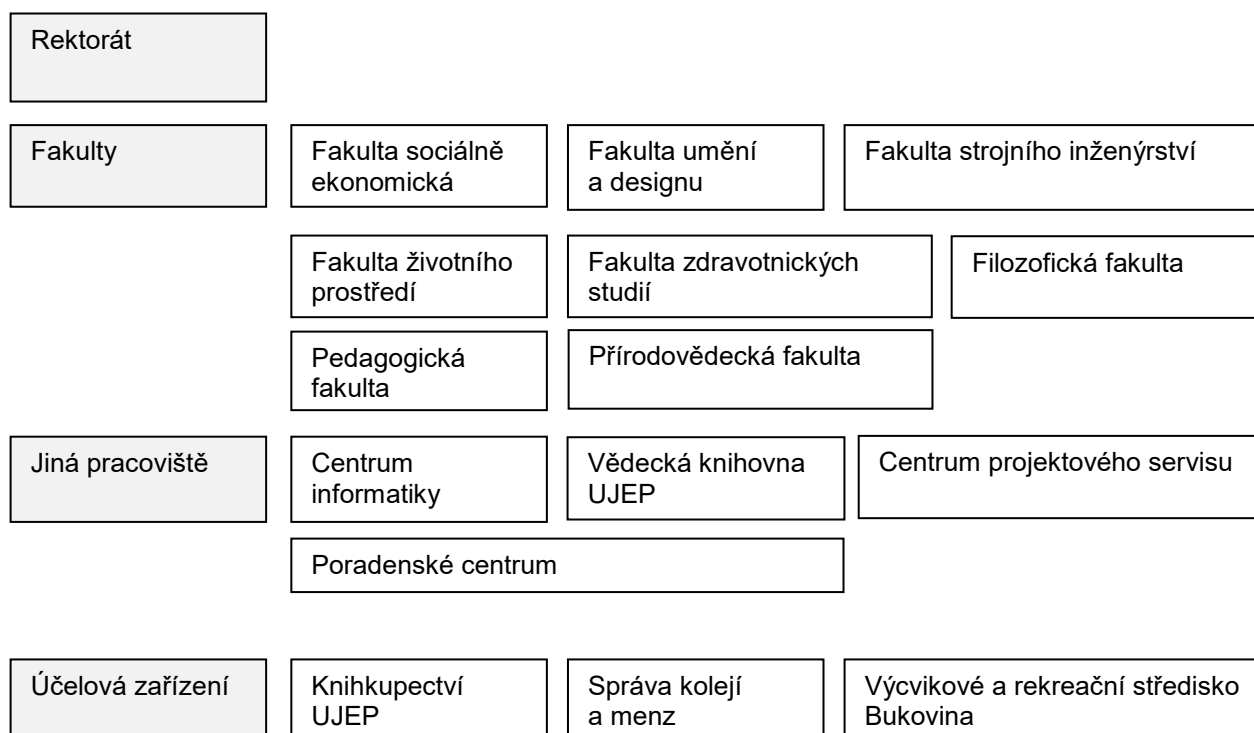 Rektorát
Fakulty
Fakulta sociálně
ekonomická
Fakulta umění
a designu
Fakulta strojního inženýrství
Fakulta životního
prostředí
Fakulta zdravotnických
studií
Filozofická fakulta
Pedagogická
fakulta
Přírodovědecká fakulta
Jiná pracoviště
Centrum
informatiky
Vědecká knihovna
UJEP
Centrum projektového servisu
Poradenské centrum
Účelová zařízení
Knihkupectví
UJEP
Správa kolejí
a menz
Výcvikové a rekreační středisko
Bukovina